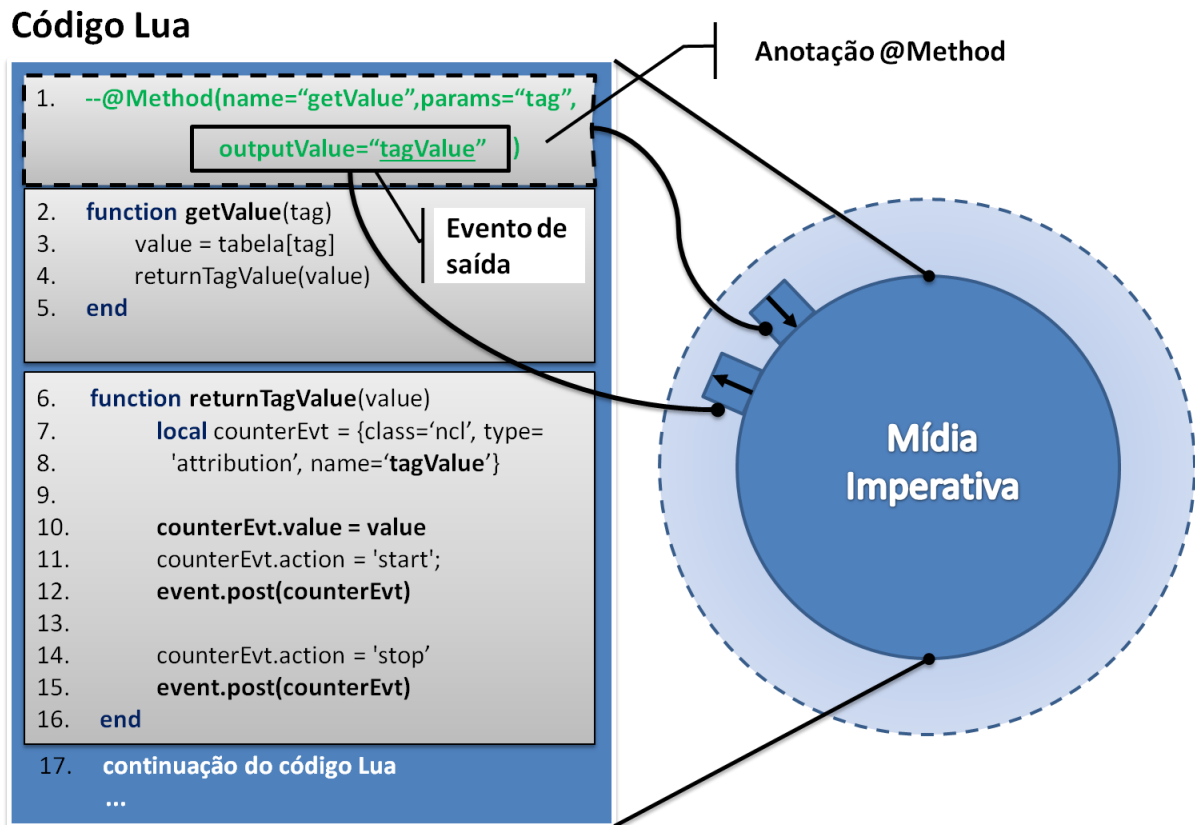 Código Lua
Anotação @Method
1. --@Method(name=“getValue”,params=“tag”,
outputValue=“tagValue” )
2. function getValue(tag)
3. value = tabela[tag]
4. returnTagValue(value)
5. end
Evento de
saída
6. function returnTagValue(value)
7. local counterEvt = {class=‘ncl’, type=
8. 'attribution’, name=‘tagValue’}
9.
10. counterEvt.value = value
11. counterEvt.action = 'start';
12. event.post(counterEvt)
13.
14. counterEvt.action = 'stop’
15. event.post(counterEvt)
16. end
17. continuação do código Lua
...
Mídia
Imperativa